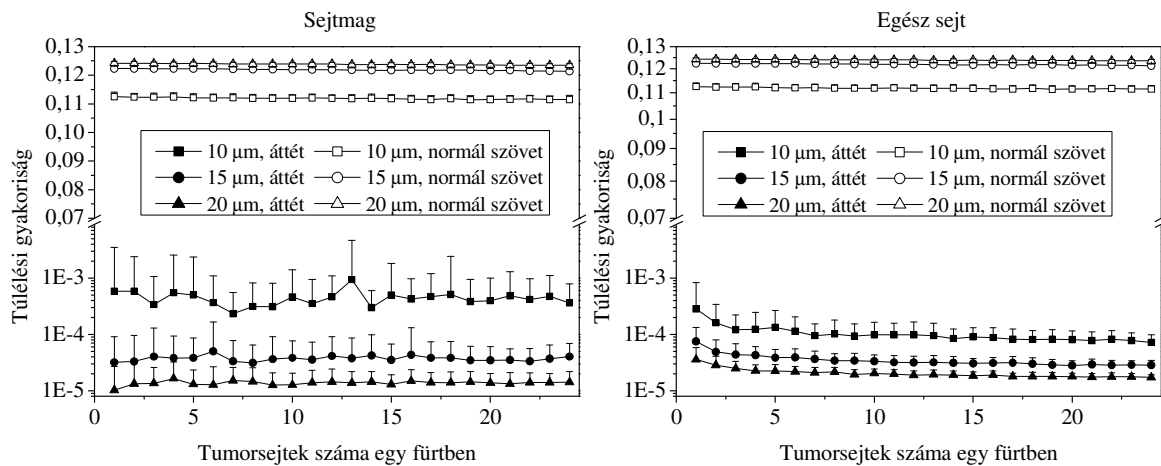 Sejtmag
Túlélési gyakoriság
0,13
0,12
0,11
0,10
0,09
0,08
0,07
1E-3
1E-4
1E-5
10 µm, áttét
15 µm, áttét
20 µm, áttét
10 µm, normál szövet
15 µm, normál szövet
20 µm, normál szövet
0 5 10 15 20
Tumorsejtek száma egy fürtben
Egész sejt
Túlélési gyakoriság
0,13
0,12
0,11
0,1
0,09
0,08
0,07
1E-3
1E-4
1E-5
10 µm, áttét
15 µm, áttét
20 µm, áttét
10 µm, normál szövet
15 µm, normál szövet
20 µm, normál szövet
0 5 10 15 20
Tumorsejtek száma egy fürtben